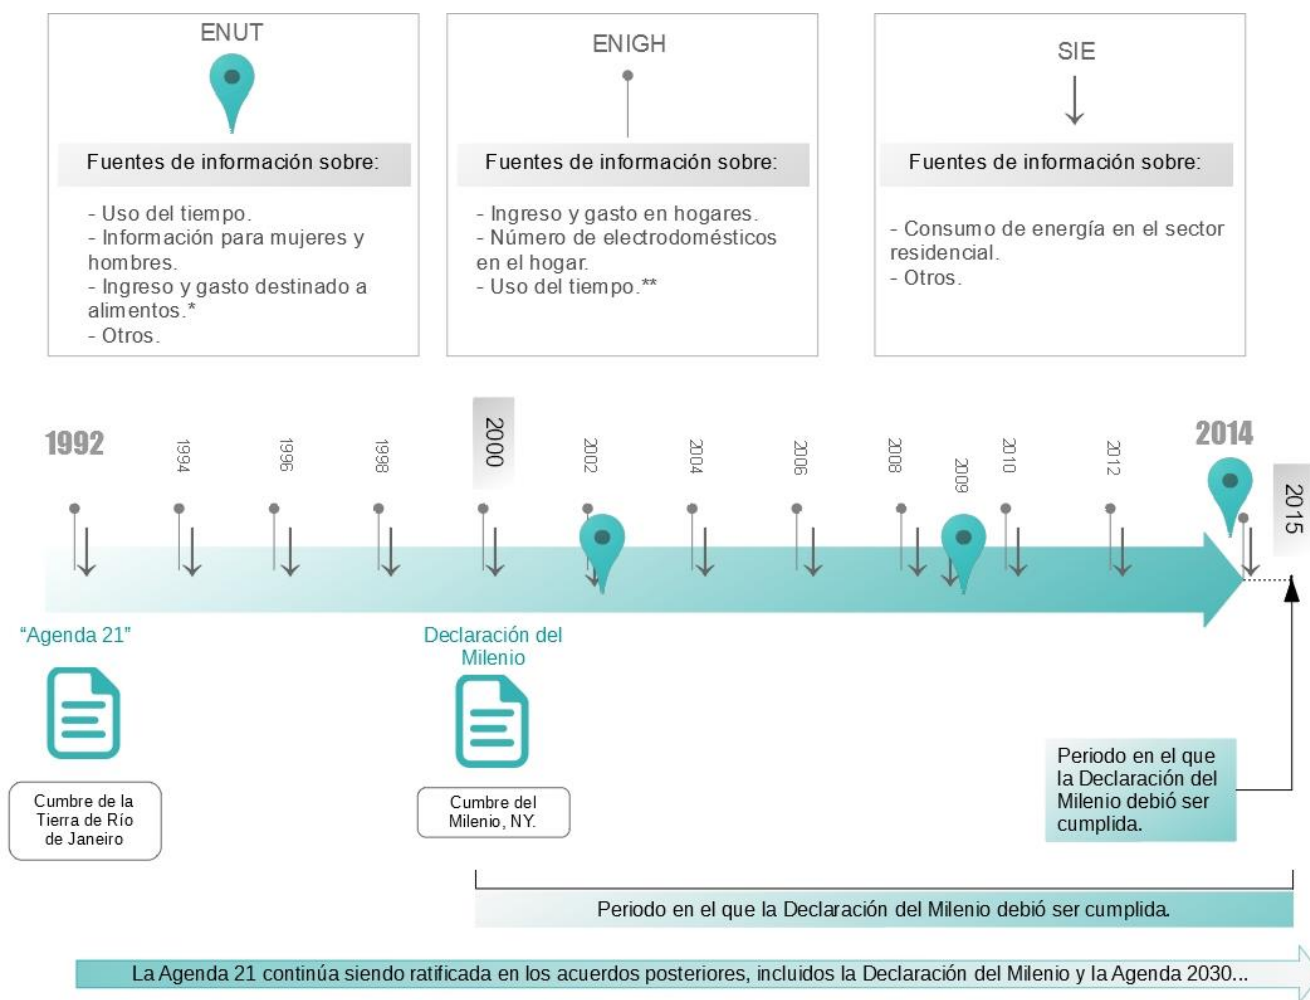 ENUT
Fuentes de información sobre:
- Uso del tiempo.
- Información para mujeres y
hombres.
- Ingreso y gasto destinado a
alimentos.*
- Otros.
ENIGH
Fuentes de información sobre:
- Ingreso y gasto en hogares.
- Número de electrodomésticos
en el hogar.
- Uso del tiempo.**
SIE
Fuentes de información sobre:
- Consumo de energía en el sector
residencial.
- Otros.
1992
1994
1996
1998
2000
2002
2004
2006
2008
2009
2010
2012
2014
2015
“Agenda 21”
Cumbre de la
Tierra de Río
de Janeiro
Declaración del
Milenio
Cumbre del
Milenio, NY.
Periodo en el que
la Declaración del
Milenio debió ser
cumplida.
Periodo en el que la Declaración del Milenio debió ser cumplida.
La Agenda 21 continúa siendo ratificada en los acuerdos posteriores, incluidos la Declaración del Milenio y la Agenda 2030...